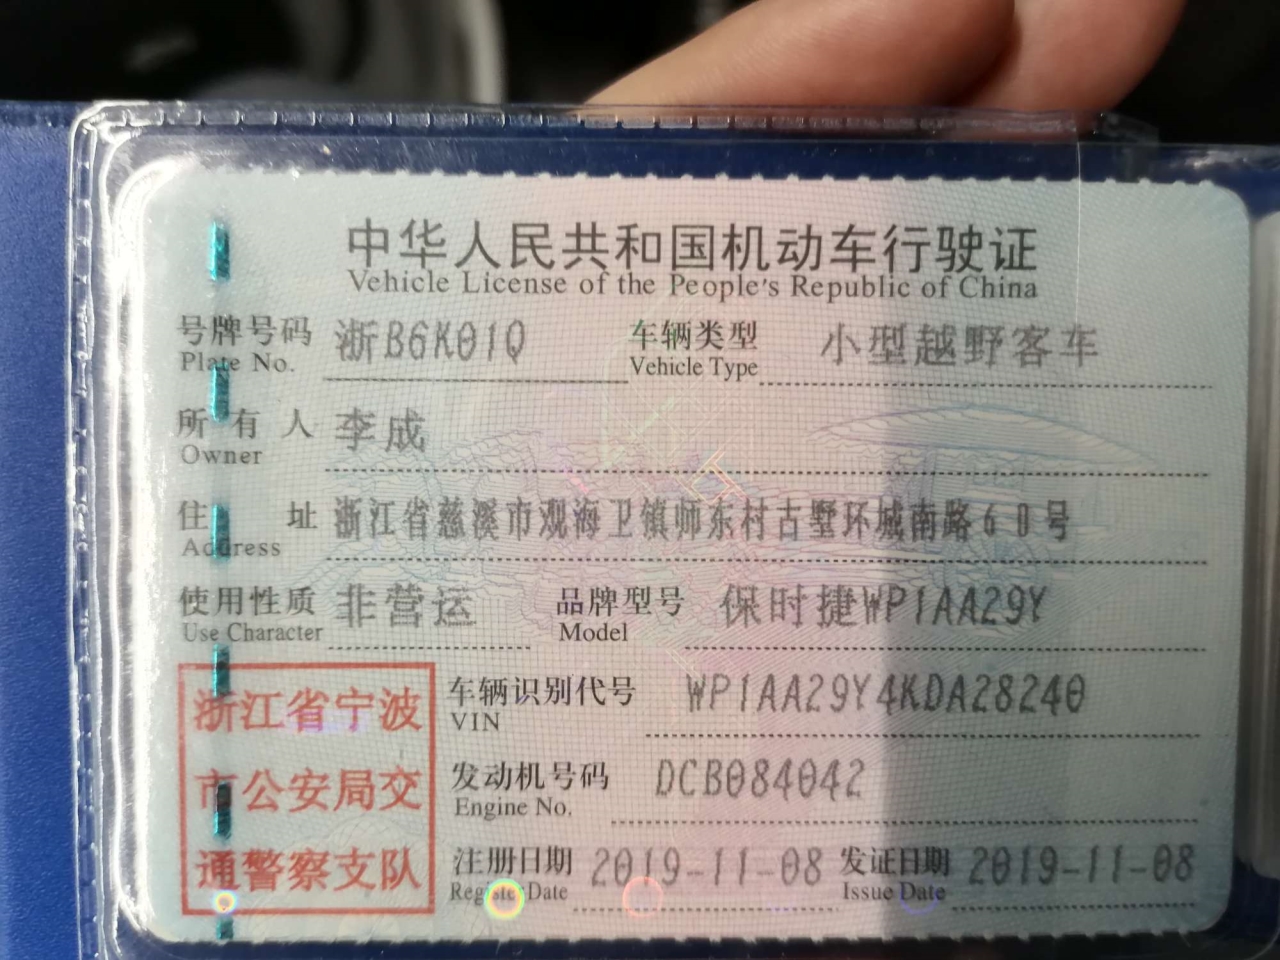 中华人民共和国机动车行驶证
Vehicle License of the People's Republic of China
号牌号码 浙B6K01Q 车辆类型 小型越野客车
Plate No. Vehicle Type
所有人 李成
Owner
住址 浙江省慈溪市观海卫镇师东村古墅环城南路60号
Address
使用性质 非营运 品牌型号 保时捷WP1AA29Y
Use Character Model
浙江省宁波
市公安局交
通警察支队
车辆识别代号 WP1AA29Y4KDA28240
VIN
发动机号码 DCB084042
Engine No.
注册日期 2019-11-08 发证日期 2019-11-08
Register Date Issue Date